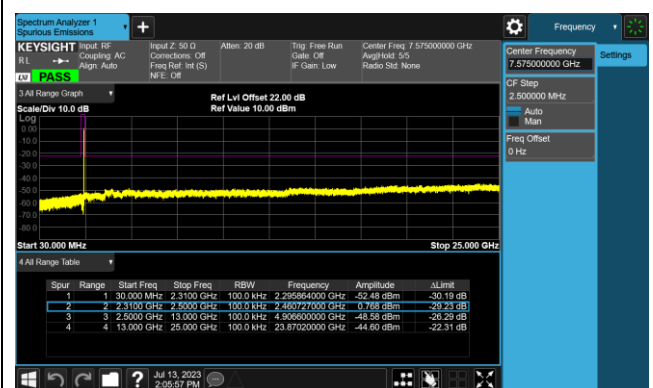 Spectrum Analyzer 1
Spurious Emissions
Frequency
KEYSIGHT Input: RF Input Z: 50 Ω Atten: 20 dB Trig: Free Run Center Freq: 7.575000000 GHz
RL Coupling: AC Corrections: Off Gate: Off Avg|Hold: 5/5
Align: Auto Freq Ref: Int (S) IF Gain: Low Radio Std: None
LXI PASS NFE: Off
Center Frequency
7.575000000 GHz
Settings
CF Step
2.500000 MHz
Auto
Man
Freq Offset
0 Hz
3 All Range Graph
Ref Lvl Offset 22.00 dB
Scale/Div 10.0 dB Ref Value 10.00 dBm
Log
0.00
-10.0
-20.0
-30.0
-40.0
-50.0
-60.0
-70.0
-80.0
Start 30.000 MHz Stop 25.000 GHz
4 All Range Table
Spur Range Start Freq Stop Freq RBW Frequency Amplitude ΔLimit
1 1 30.000 MHz 2.3100 GHz 100.0 kHz 2.295864000 GHz -52.48 dBm -30.19 dB
2 2 2.3100 GHz 2.5000 GHz 100.0 kHz 2.460727000 GHz 0.768 dBm -29.23 dB
3 3 2.5000 GHz 13.000 GHz 100.0 kHz 4.906600000 GHz -48.58 dBm -26.29 dB
4 4 13.000 GHz 25.000 GHz 100.0 kHz 23.87020000 GHz -44.60 dBm -22.31 dB
Jul 13, 2023
2:05:57 PM